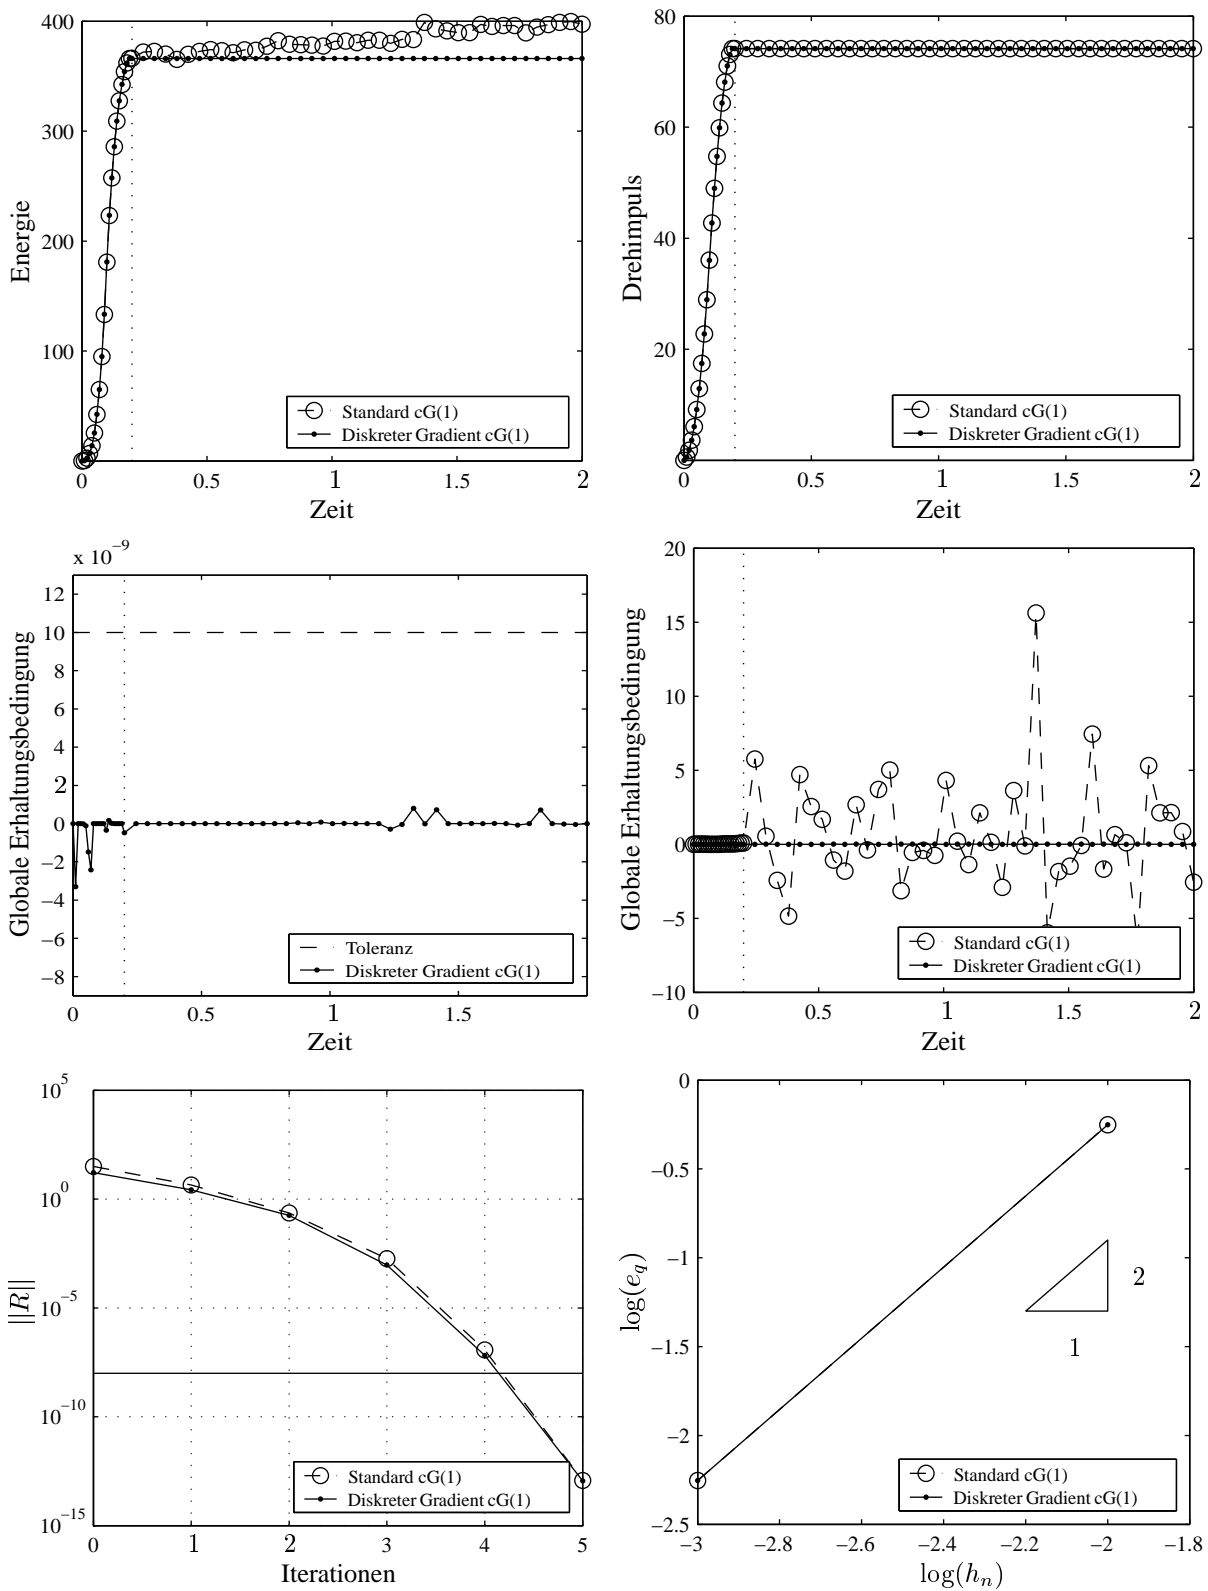 400
300
200
100
0
0.5
1
1.5
2
Energie
Zeit
Standard cG(1)
Diskreter Gradient cG(1)
80
60
40
20
0
0.5
1
1.5
2
Drehimpuls
Zeit
Standard cG(1)
Diskreter Gradient cG(1)
x 10⁻⁹
12
10
8
6
4
2
0
−2
−4
−6
−8
0
0.5
1
1.5
Globale Erhaltungsbedingung
Zeit
Toleranz
Diskreter Gradient cG(1)
20
15
10
5
0
−5
−10
0
0.5
1
1.5
2
Globale Erhaltungsbedingung
Zeit
Standard cG(1)
Diskreter Gradient cG(1)
10⁵
10⁰
10⁻⁵
10⁻¹⁰
10⁻¹⁵
0
1
2
3
4
5
||R||
Iterationen
Standard cG(1)
Diskreter Gradient cG(1)
0
−0.5
−1
−1.5
−2
−2.5
−3
−2.8
−2.6
−2.4
−2.2
−2
−1.8
log(e_q)
log(h_n)
2
1
Standard cG(1)
Diskreter Gradient cG(1)